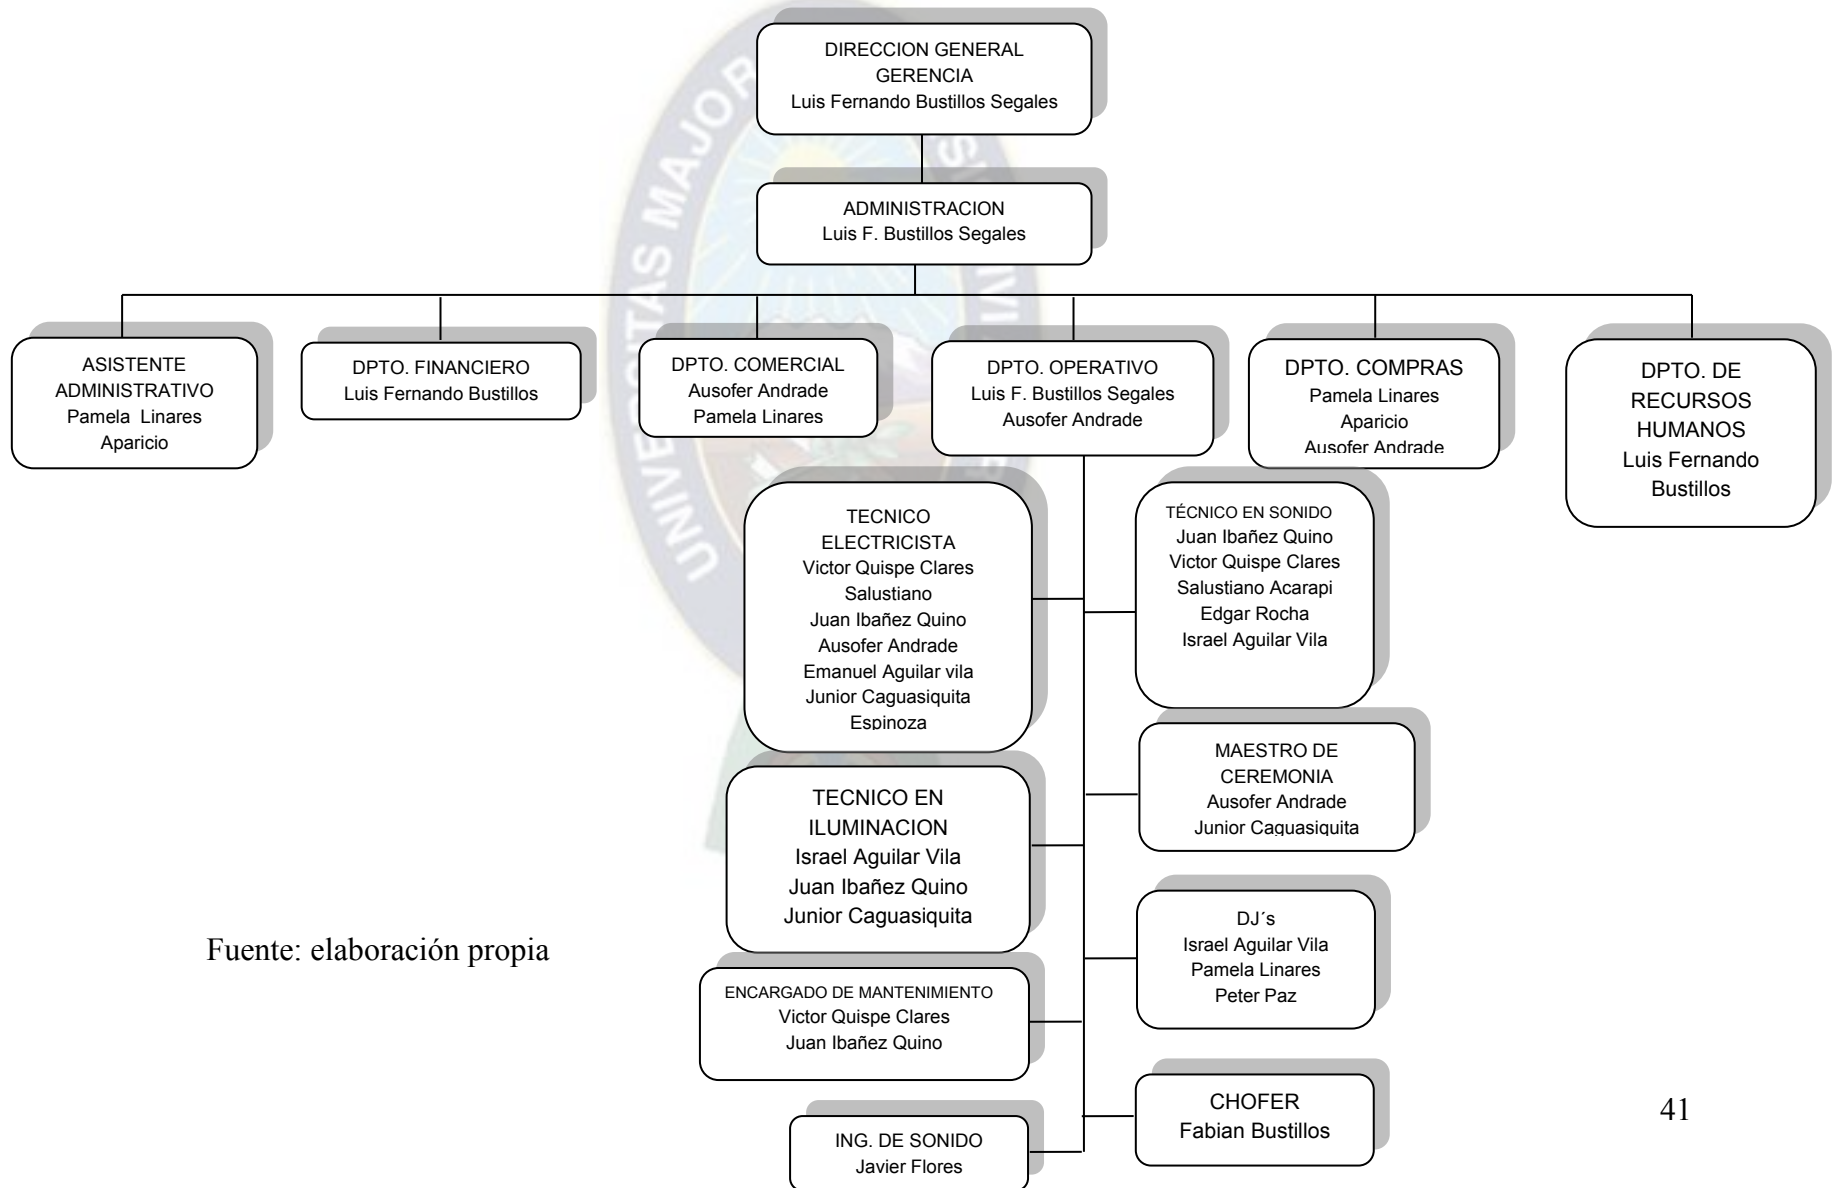 DIRECCION GENERAL
GERENCIA
Luis Fernando Bustillos Segales
ADMINISTRACION
Luis F. Bustillos Segales
ASISTENTE
ADMINISTRATIVO
Pamela Linares
Aparicio
DPTO. FINANCIERO
Luis Fernando Bustillos
DPTO. COMERCIAL
Ausofer Andrade
Pamela Linares
DPTO. OPERATIVO
Luis F. Bustillos Segales
Ausofer Andrade
DPTO. COMPRAS
Pamela Linares
Aparicio
Ausofer Andrade
DPTO. DE
RECURSOS
HUMANOS
Luis Fernando
Bustillos
TECNICO
ELECTRICISTA
Victor Quispe Clares
Salustiano
Juan Ibañez Quino
Ausofer Andrade
Emanuel Aguilar vila
Junior Caguasiquita
Espinoza
TÉCNICO EN SONIDO
Juan Ibañez Quino
Victor Quispe Clares
Salustiano Acarapi
Edgar Rocha
Israel Aguilar Vila
TECNICO EN
ILUMINACION
Israel Aguilar Vila
Juan Ibañez Quino
Junior Caguasiquita
MAESTRO DE
CEREMONIA
Ausofer Andrade
Junior Caguasiquita
ENCARGADO DE MANTENIMIENTO
Victor Quispe Clares
Juan Ibañez Quino
DJ´s
Israel Aguilar Vila
Pamela Linares
Peter Paz
ING. DE SONIDO
Javier Flores
CHOFER
Fabian Bustillos
Fuente: elaboración propia
41
UNIVERSITAS MAJOR